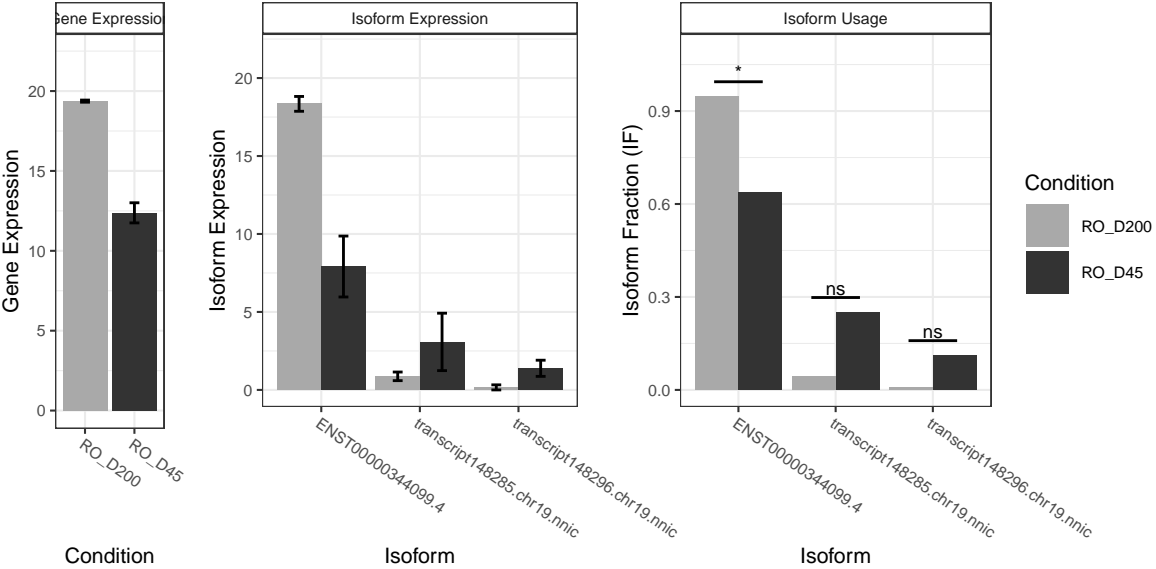 Gene Expression
Gene Expression
20
15
10
5
0
RO_D200
RO_D45
Condition
Isoform Expression
Isoform Expression
20
15
10
5
0
ENST00000344099.4
transcript148285.chr19.nnic
transcript148296.chr19.nnic
Isoform
Isoform Usage
Isoform Fraction (IF)
0.9
0.6
0.3
0.0
*
ns
ns
ENST00000344099.4
transcript148285.chr19.nnic
transcript148296.chr19.nnic
Isoform
Condition
RO_D200
RO_D45